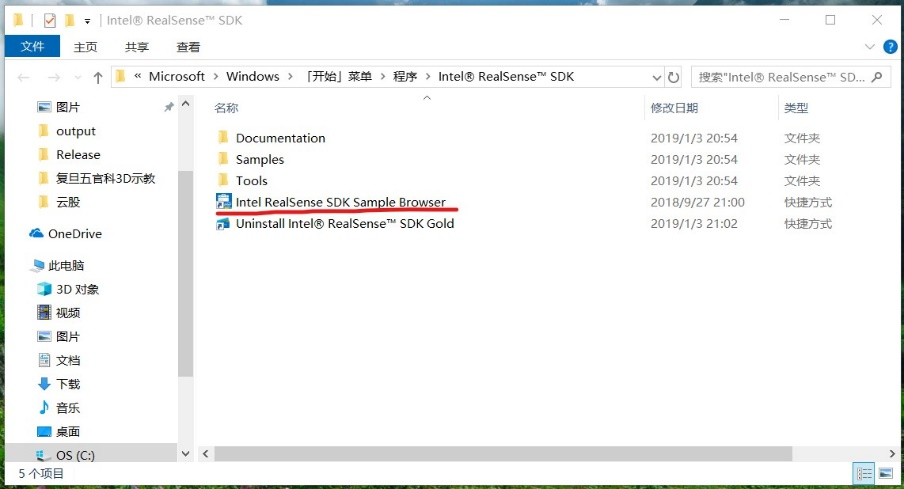 Intel® RealSense™ SDK
文件 主页 共享 查看
« Microsoft Windows 「开始」菜单 程序 Intel® RealSense™ SDK
搜索"Intel® RealSense™ SD...
名称 修改日期 类型
图片
output
Release
复旦五官科3D示教
云股
OneDrive
此电脑
3D 对象
视频
图片
文档
下载
音乐
桌面
OS (C:)
Documentation 2019/1/3 20:54 文件夹
Samples 2019/1/3 20:54 文件夹
Tools 2019/1/3 20:54 文件夹
Intel RealSense SDK Sample Browser 2018/9/27 21:00 快捷方式
Uninstall Intel® RealSense™ SDK Gold 2019/1/3 21:02 快捷方式
5 个项目